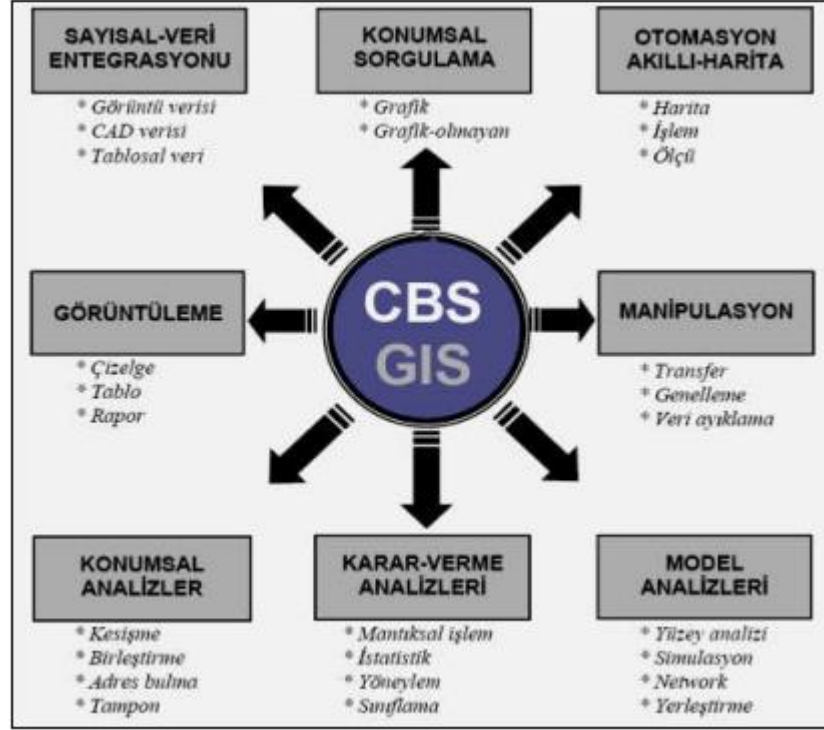 SAYISAL-VERİ
ENTEGRASYONU
* Görüntü verisi
* CAD verisi
* Tablosal veri
KONUMSAL
SORGULAMA
* Grafik
* Grafik-olmayan
OTOMASYON
AKILLI-HARİTA
* Harita
* İşlem
* Ölçü
GÖRÜNTÜLEME
* Çizelge
* Tablo
* Rapor
CBS
GIS
MANİPULASYON
* Transfer
* Genelleme
* Veri ayıklama
KONUMSAL
ANALİZLER
* Kesişme
* Birleştirme
* Adres bulma
* Tampon
KARAR-VERME
ANALİZLERİ
* Mantıksal işlem
* İstatistik
* Yöneylem
* Sınıflama
MODEL
ANALİZLERİ
* Yüzey analizi
* Simulasyon
* Network
* Yerleştirme